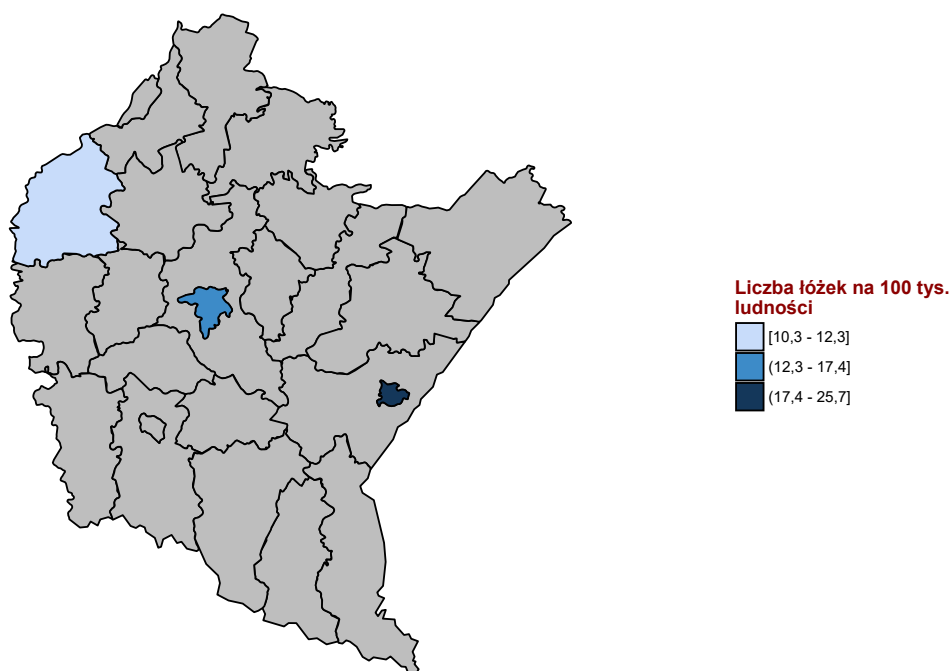 Liczba łóżek na 100 tys.
ludności
[10,3 - 12,3]
(12,3 - 17,4]
(17,4 - 25,7]